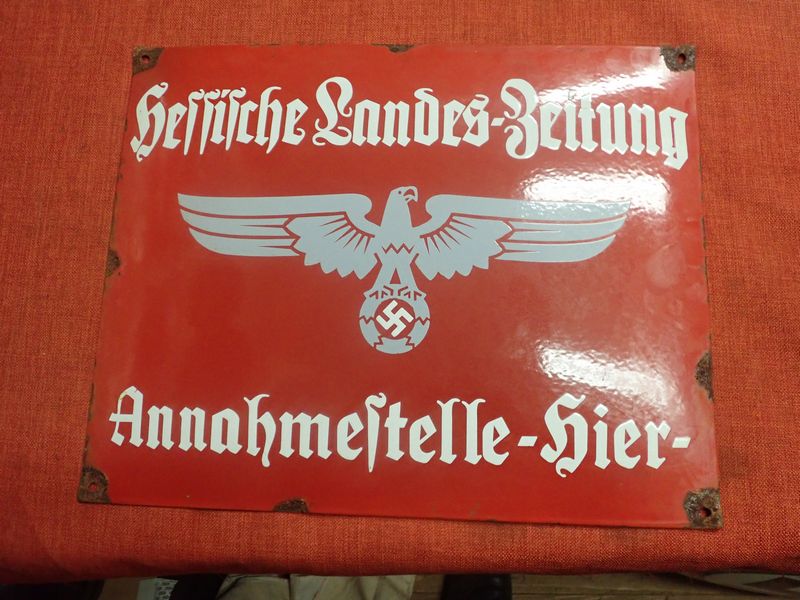 Hessische Landes-Zeitung
Annahmestelle-Hier-